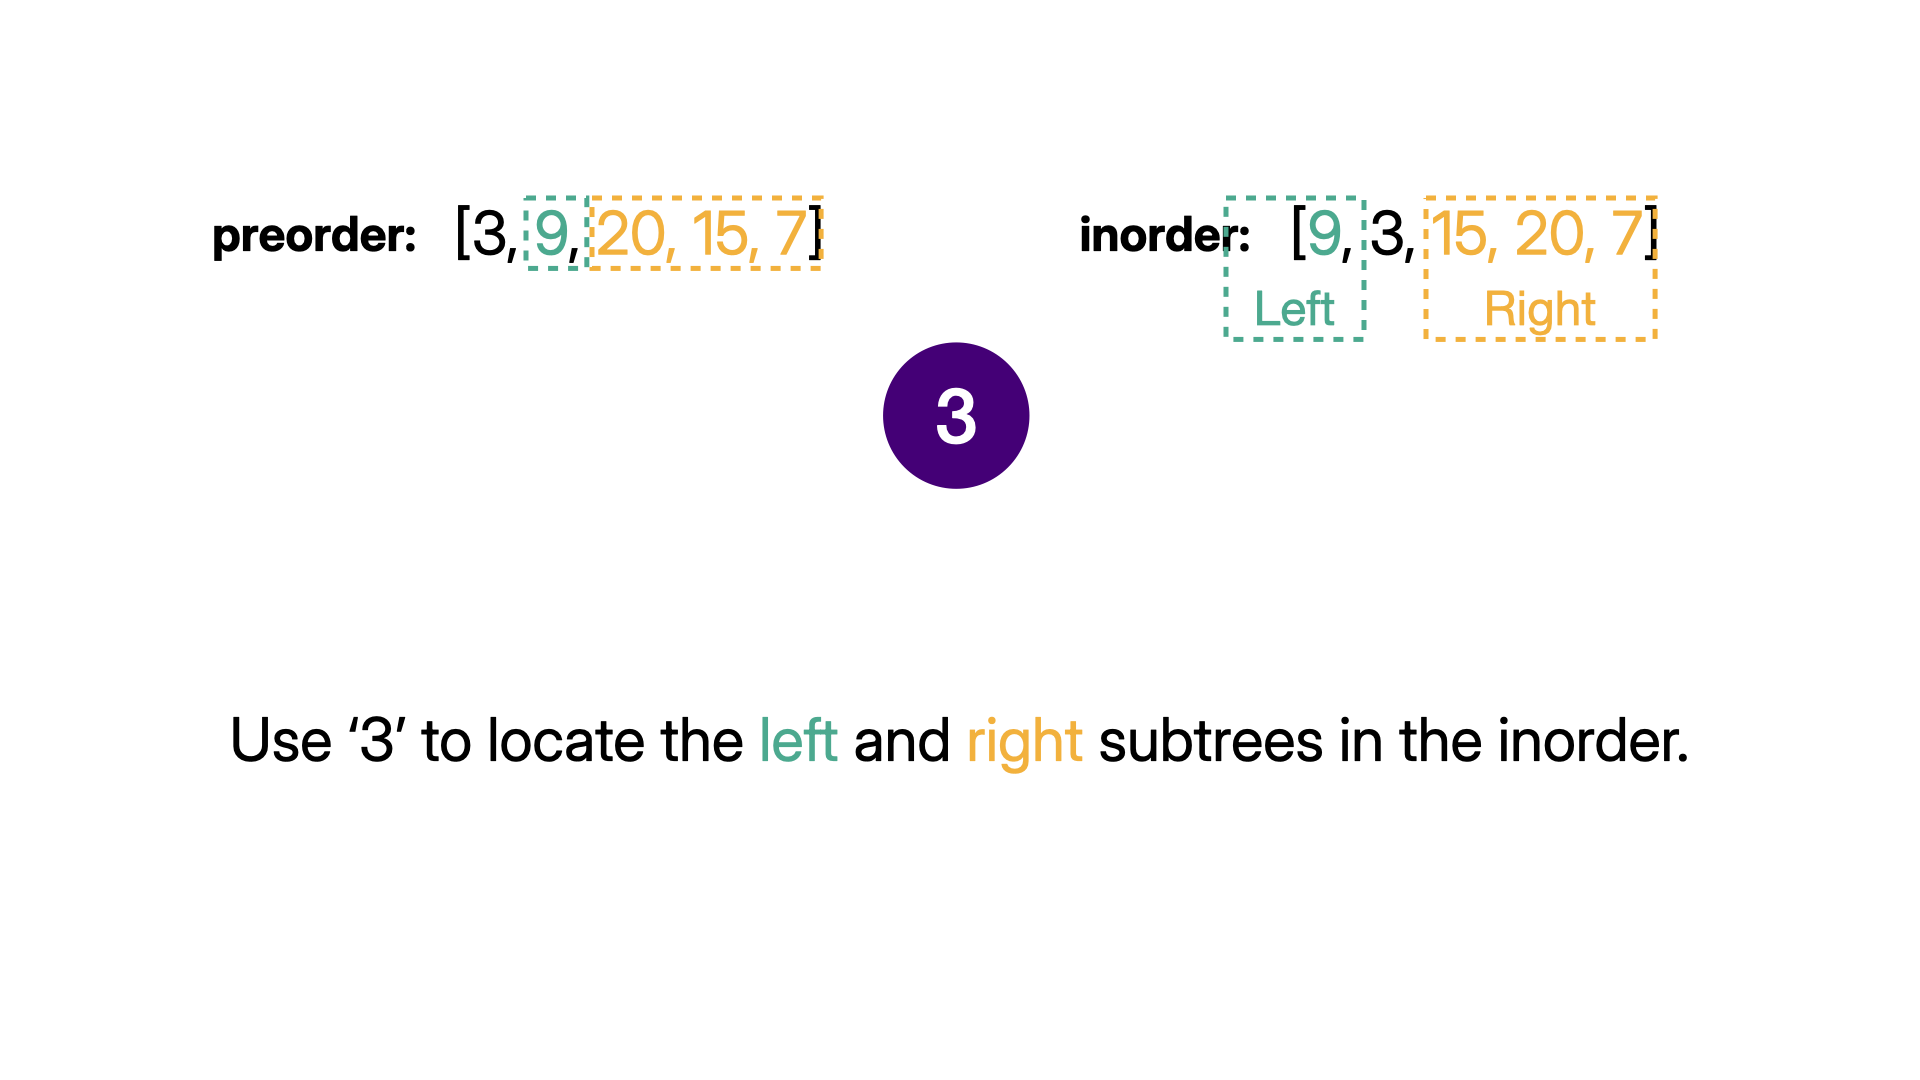 preorder: [3, 9, 20, 15, 7]
inorder: [9, 3, 15, 20, 7]
Left
Right
3
Use ‘3’ to locate the left and right subtrees in the inorder.